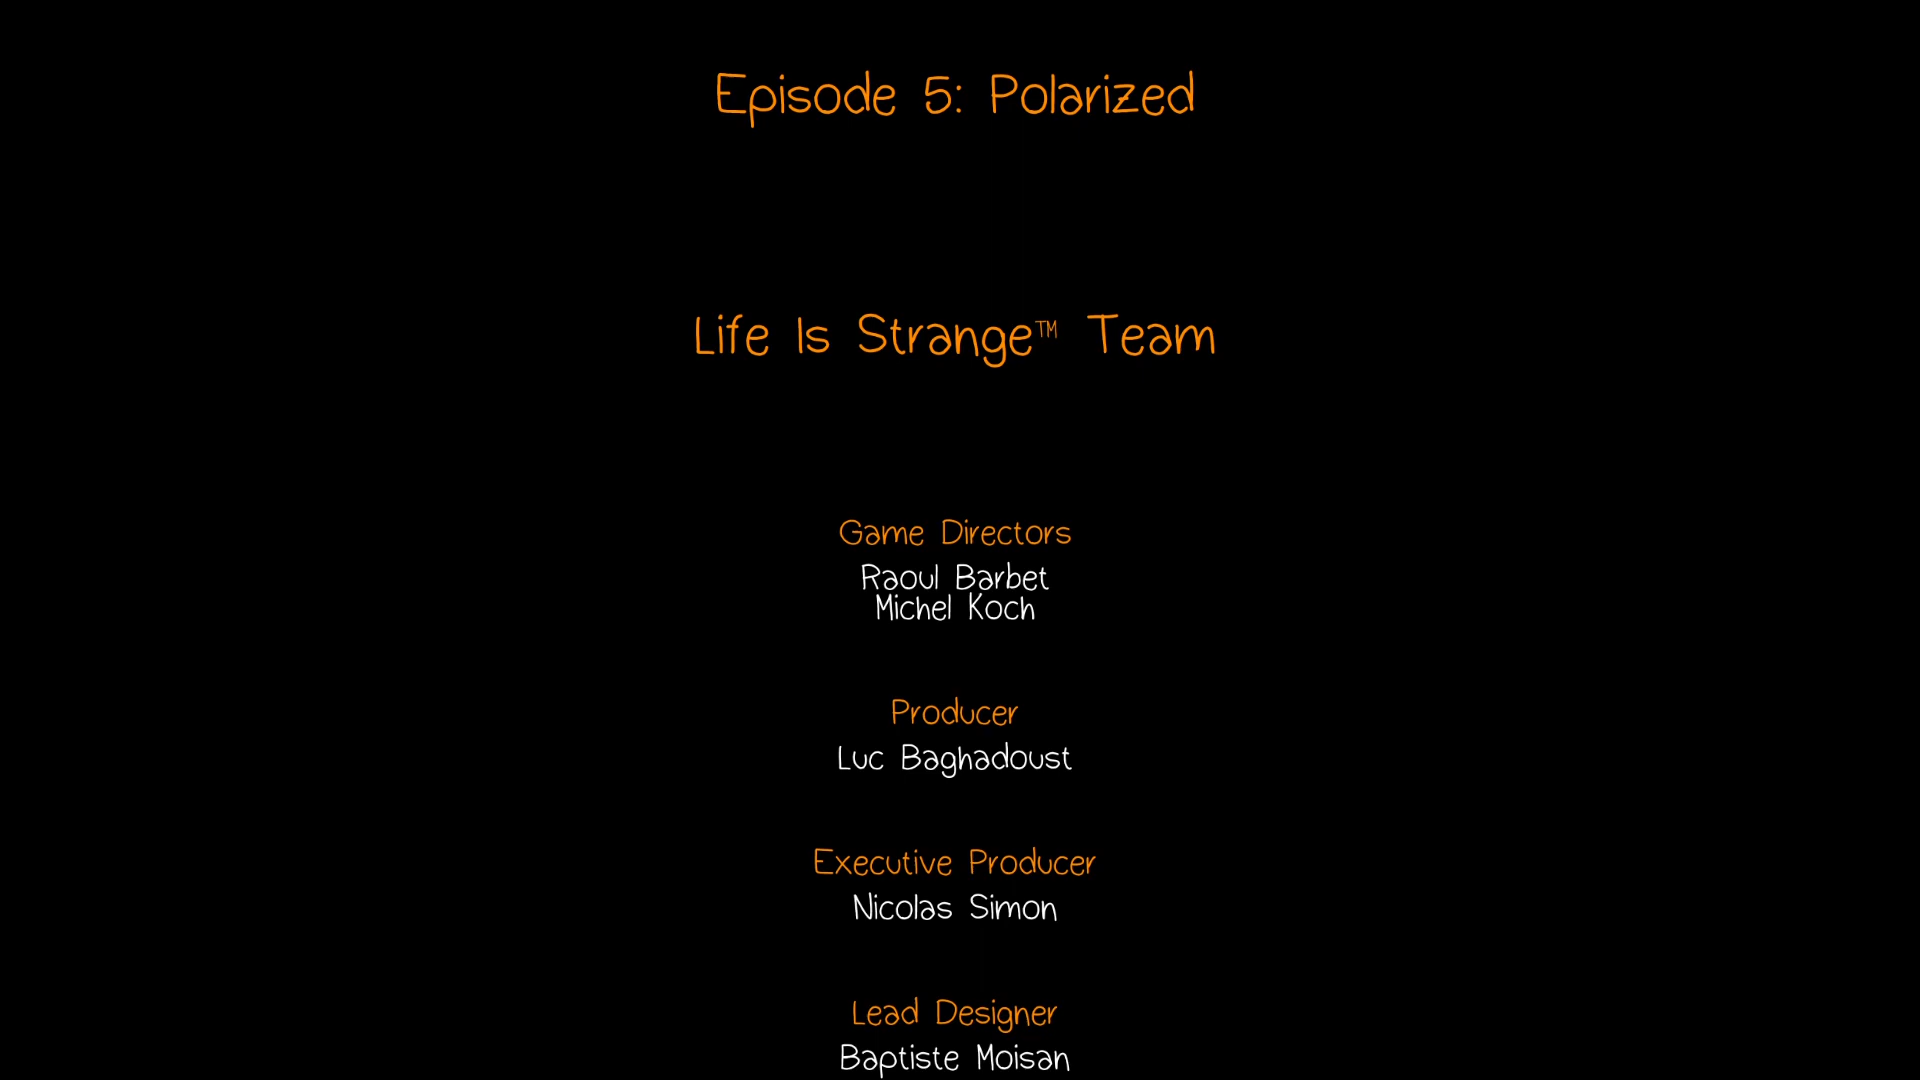 Episode 5: Polarized
Life Is Strange™ Team
Game Directors
Raoul Barbet
Michel Koch
Producer
Luc Baghadoust
Executive Producer
Nicolas Simon
Lead Designer
Baptiste Moisan